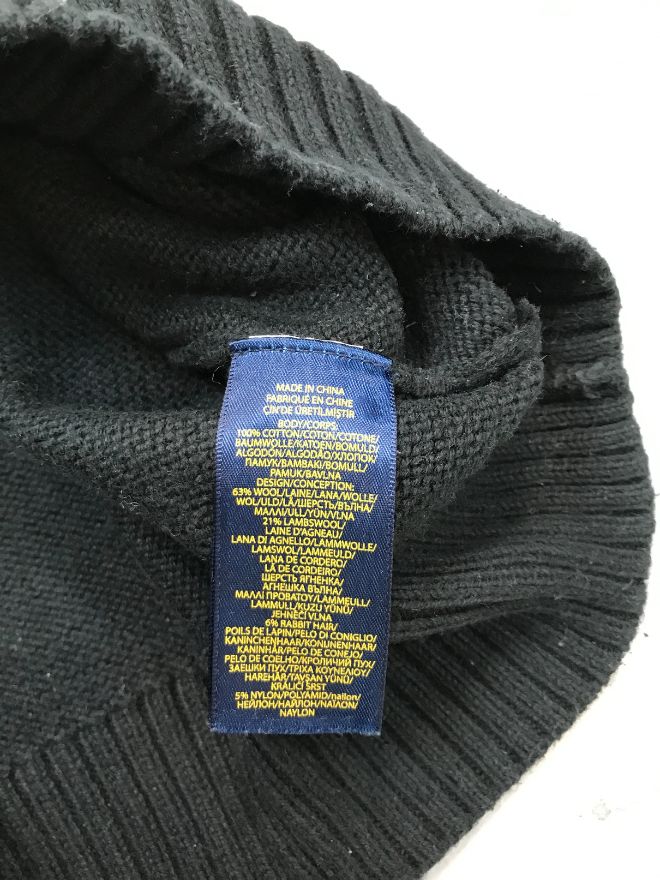 MADE IN CHINA
FABRIQUÉ EN CHINE
ÇİN'DE ÜRETİLMİŞTİR
BODY/CORPS:
100% COTTON/COTON/COTONE/
BAUMWOLLE/KATOEN/BOMULD/
ALGODÓN/ALGODÃO/ХЛОПОК/
ПАМУК/ΒΑΜΒΑΚΙ/BOMULL/
PAMUK/BAVLNA
DESIGN/CONCEPTION:
63% WOOL/LAINE/LANA/WOLLE/
WOL/ULD/LÃ/ШЕРСТЬ/ВЪЛНА/
ΜΑΛΛΙ/ULL/YÜN/VLNA
21% LAMBSWOOL/
LAINE D'AGNEAU/
LANA DI AGNELLO/LAMMWOLLE/
LAMSWOL/LAMMEULD/
LANA DE CORDERO/
LÃ DE CORDEIRO/
ШЕРСТЬ ЯГНЕНКА/
АГНЕШКА ВЪЛНА/
ΜΑΛΛΙ ΠΡΟΒΑΤΟΥ/LAMMEULL/
LAMMULL/KUZU YÜNÜ/
JEHNĚČÍ VLNA
6% RABBIT HAIR/
POILS DE LAPIN/PELO DI CONIGLIO/
KANINCHENHAAR/KONIJNENHAAR/
KANINHÅR/PELO DE CONEJO/
PELO DE COELHO/КРОЛИЧИЙ ПУХ/
ЗАЕШКИ ПУХ/ΤΡΙΧΑ ΚΟΥΝΕΛΙΟΥ/
HAREHÅR/TAVŞAN YÜNÜ/
KRÁLIČÍ SRST
5% NYLON/POLYAMID/nailon/
НЕЙЛОН/НАЙЛОН/ΝΑΪΛΟΝ/
NAYLON